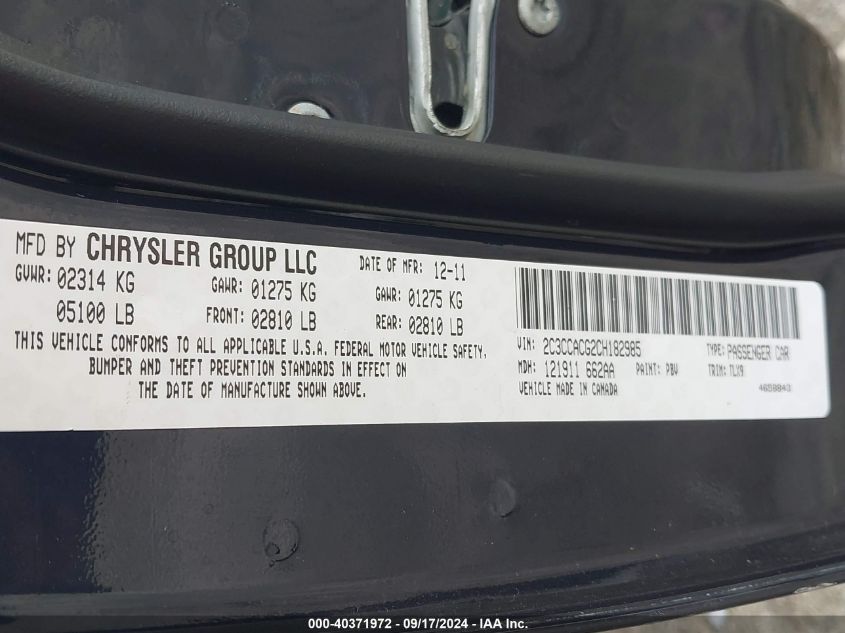 MFD BY CHRYSLER GROUP LLC
DATE OF MFR: 12-11
GVWR: 02314 KG
GAWR: 01275 KG
GAWR: 01275 KG
05100 LB
FRONT: 02810 LB
REAR: 02810 LB
THIS VEHICLE CONFORMS TO ALL APPLICABLE U.S.A. FEDERAL MOTOR VEHICLE SAFETY,
BUMPER AND THEFT PREVENTION STANDARDS IN EFFECT ON
THE DATE OF MANUFACTURE SHOWN ABOVE.
VIN: 2C3CCACG2CH182985
TYPE: PASSENGER CAR
MDH: 121911 662AA
PAINT: PBV
TRIM: TLX9
VEHICLE MADE IN CANADA
4658843
000-40371972 - 09/17/2024 - IAA Inc.